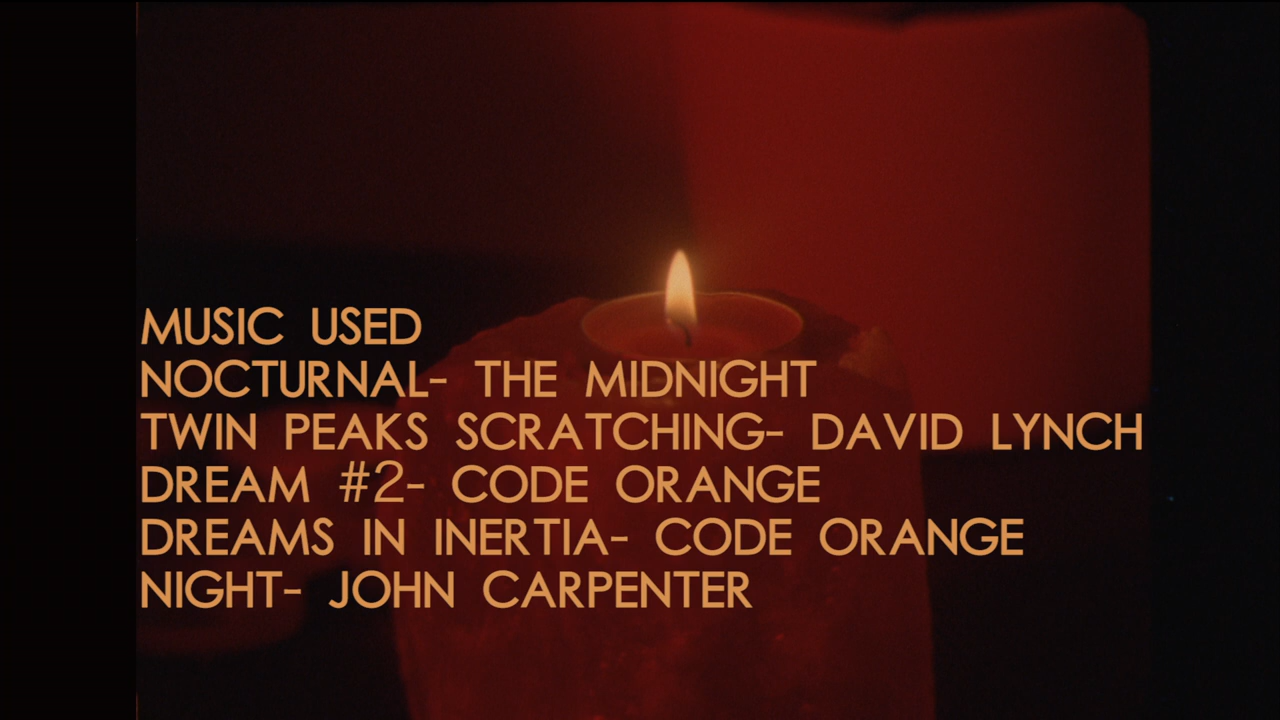 MUSIC USED
NOCTURNAL- THE MIDNIGHT
TWIN PEAKS SCRATCHING- DAVID LYNCH
DREAM #2- CODE ORANGE
DREAMS IN INERTIA- CODE ORANGE
NIGHT- JOHN CARPENTER